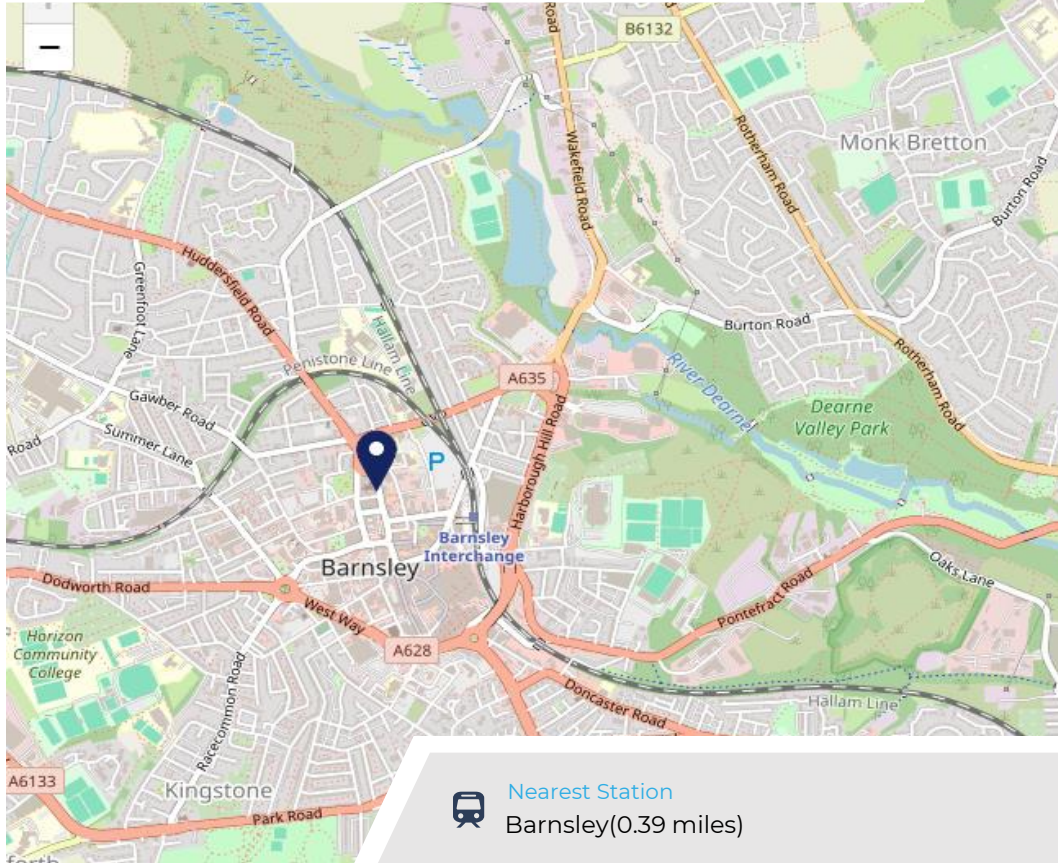 B6132
Road
Wakefield Road
Rotherham Road
Monk Bretton
Burton Road
Huddersfield Road
Greenfoot Lane
Hallam Line
Penistone Line
Burton Road
Rotherham Road
A635
River Dearne
Dearne
Valley Park
Gawber Road
Summer Lane
Road
P
Harborough Hill Road
Barnsley
Interchange
Barnsley
Oaks Lane
Dodworth Road
West Way
Pontefract Road
Horizon
Community
College
A628
Racecommon Road
Doncaster Road
Hallam Line
A6133
Kingstone
Park Road
Nearest Station
Barnsley(0.39 miles)